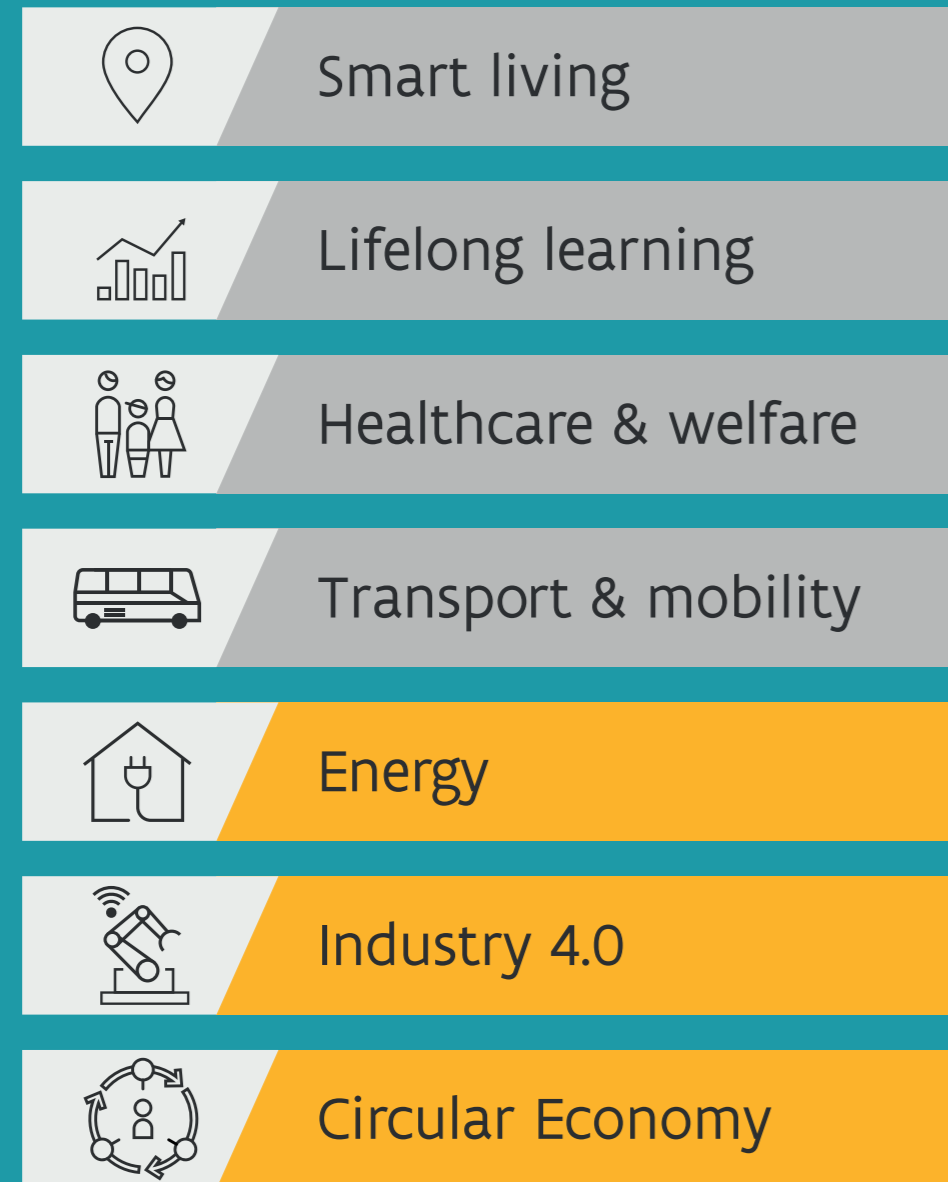 Smart living
Lifelong learning
Healthcare & welfare
Transport & mobility
Energy
Industry 4.0
Circular Economy